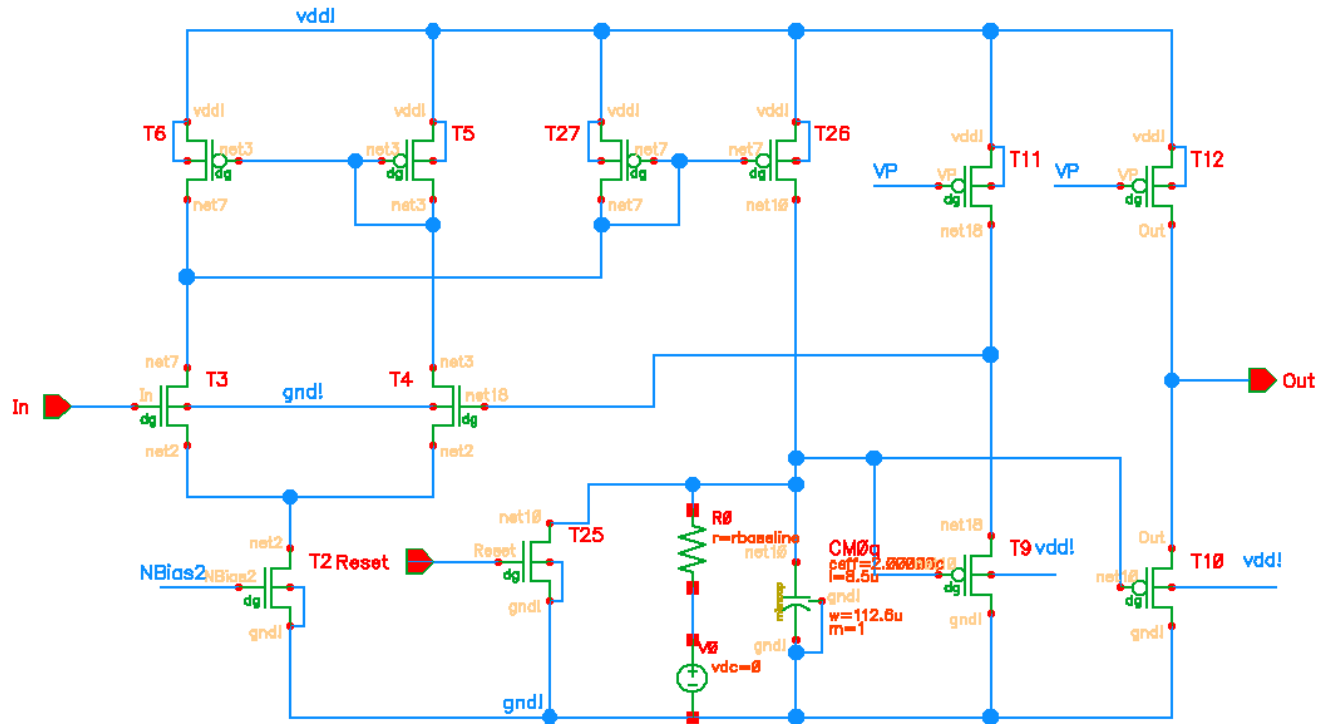 vdd!
vdd! vdd! vdd! vdd!
T6 T5 T27 T26
vdd! vdd!
T11 T12
net3 net3 net7 net7
VP VP VP VP
dg dg dg dg
dg dg
net7 net3 net7 net10
net18 Out
net7 net3
In T3 T4
In gnd! net18 Out
dg dg
net2 net2
net10 T25
R0
r=rbaseline
net10
net2 T2 Reset Reset
NBias2 NBias2
dg dg
gnd! gnd!
CM0q
l=8.5u
gnd!
w=112.6u
m=1
gnd!
net18 T9 vdd!
dg
gnd!
Out T10 vdd!
net10
dg
gnd!
V0
vdc=0
gnd!